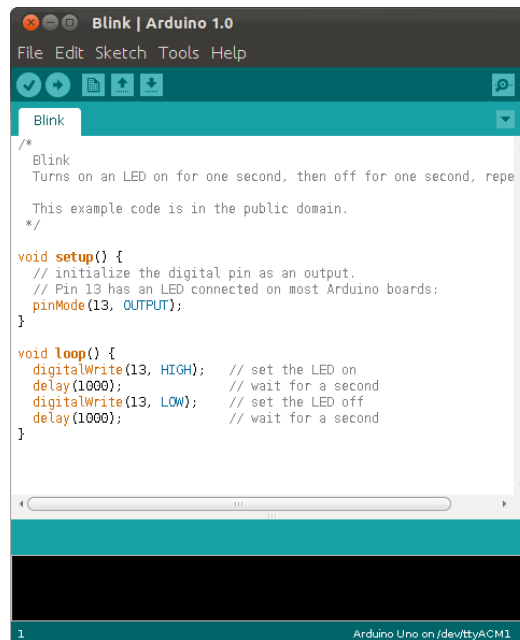 Blink | Arduino 1.0
File Edit Sketch Tools Help
Blink
/*
  Blink
  Turns on an LED on for one second, then off for one second, repe

  This example code is in the public domain.
 */

void setup() {
  // initialize the digital pin as an output.
  // Pin 13 has an LED connected on most Arduino boards:
  pinMode(13, OUTPUT);
}

void loop() {
  digitalWrite(13, HIGH);   // set the LED on
  delay(1000);              // wait for a second
  digitalWrite(13, LOW);    // set the LED off
  delay(1000);              // wait for a second
}
1
Arduino Uno on /dev/ttyACM1